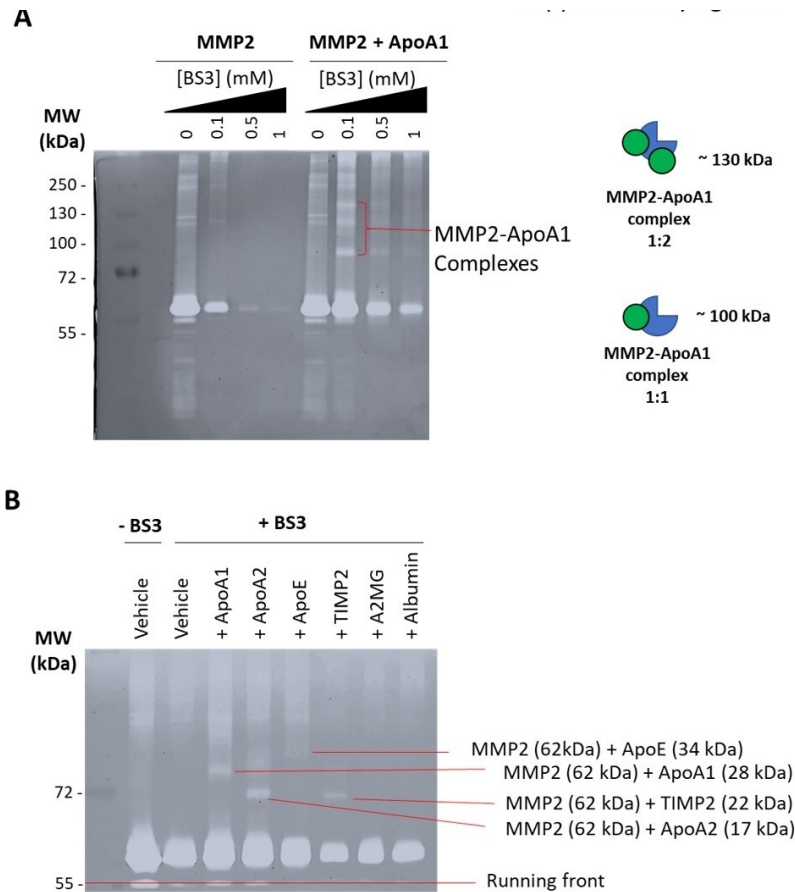 A
MMP2
MMP2 + ApoA1
[BS3] (mM)
[BS3] (mM)
MW
(kDa)
0
0.1
0.5
1
0
0.1
0.5
1
250 -
130 -
100 -
72 -
55 -
MMP2-ApoA1
Complexes
~ 130 kDa
MMP2-ApoA1
complex
1:2
~ 100 kDa
MMP2-ApoA1
complex
1:1
B
- BS3
+ BS3
MW
(kDa)
Vehicle
Vehicle
+ ApoA1
+ ApoA2
+ ApoE
+ TIMP2
+ A2MG
+ Albumin
72 -
55 -
MMP2 (62kDa) + ApoE (34 kDa)
MMP2 (62 kDa) + ApoA1 (28 kDa)
MMP2 (62 kDa) + TIMP2 (22 kDa)
MMP2 (62 kDa) + ApoA2 (17 kDa)
Running front